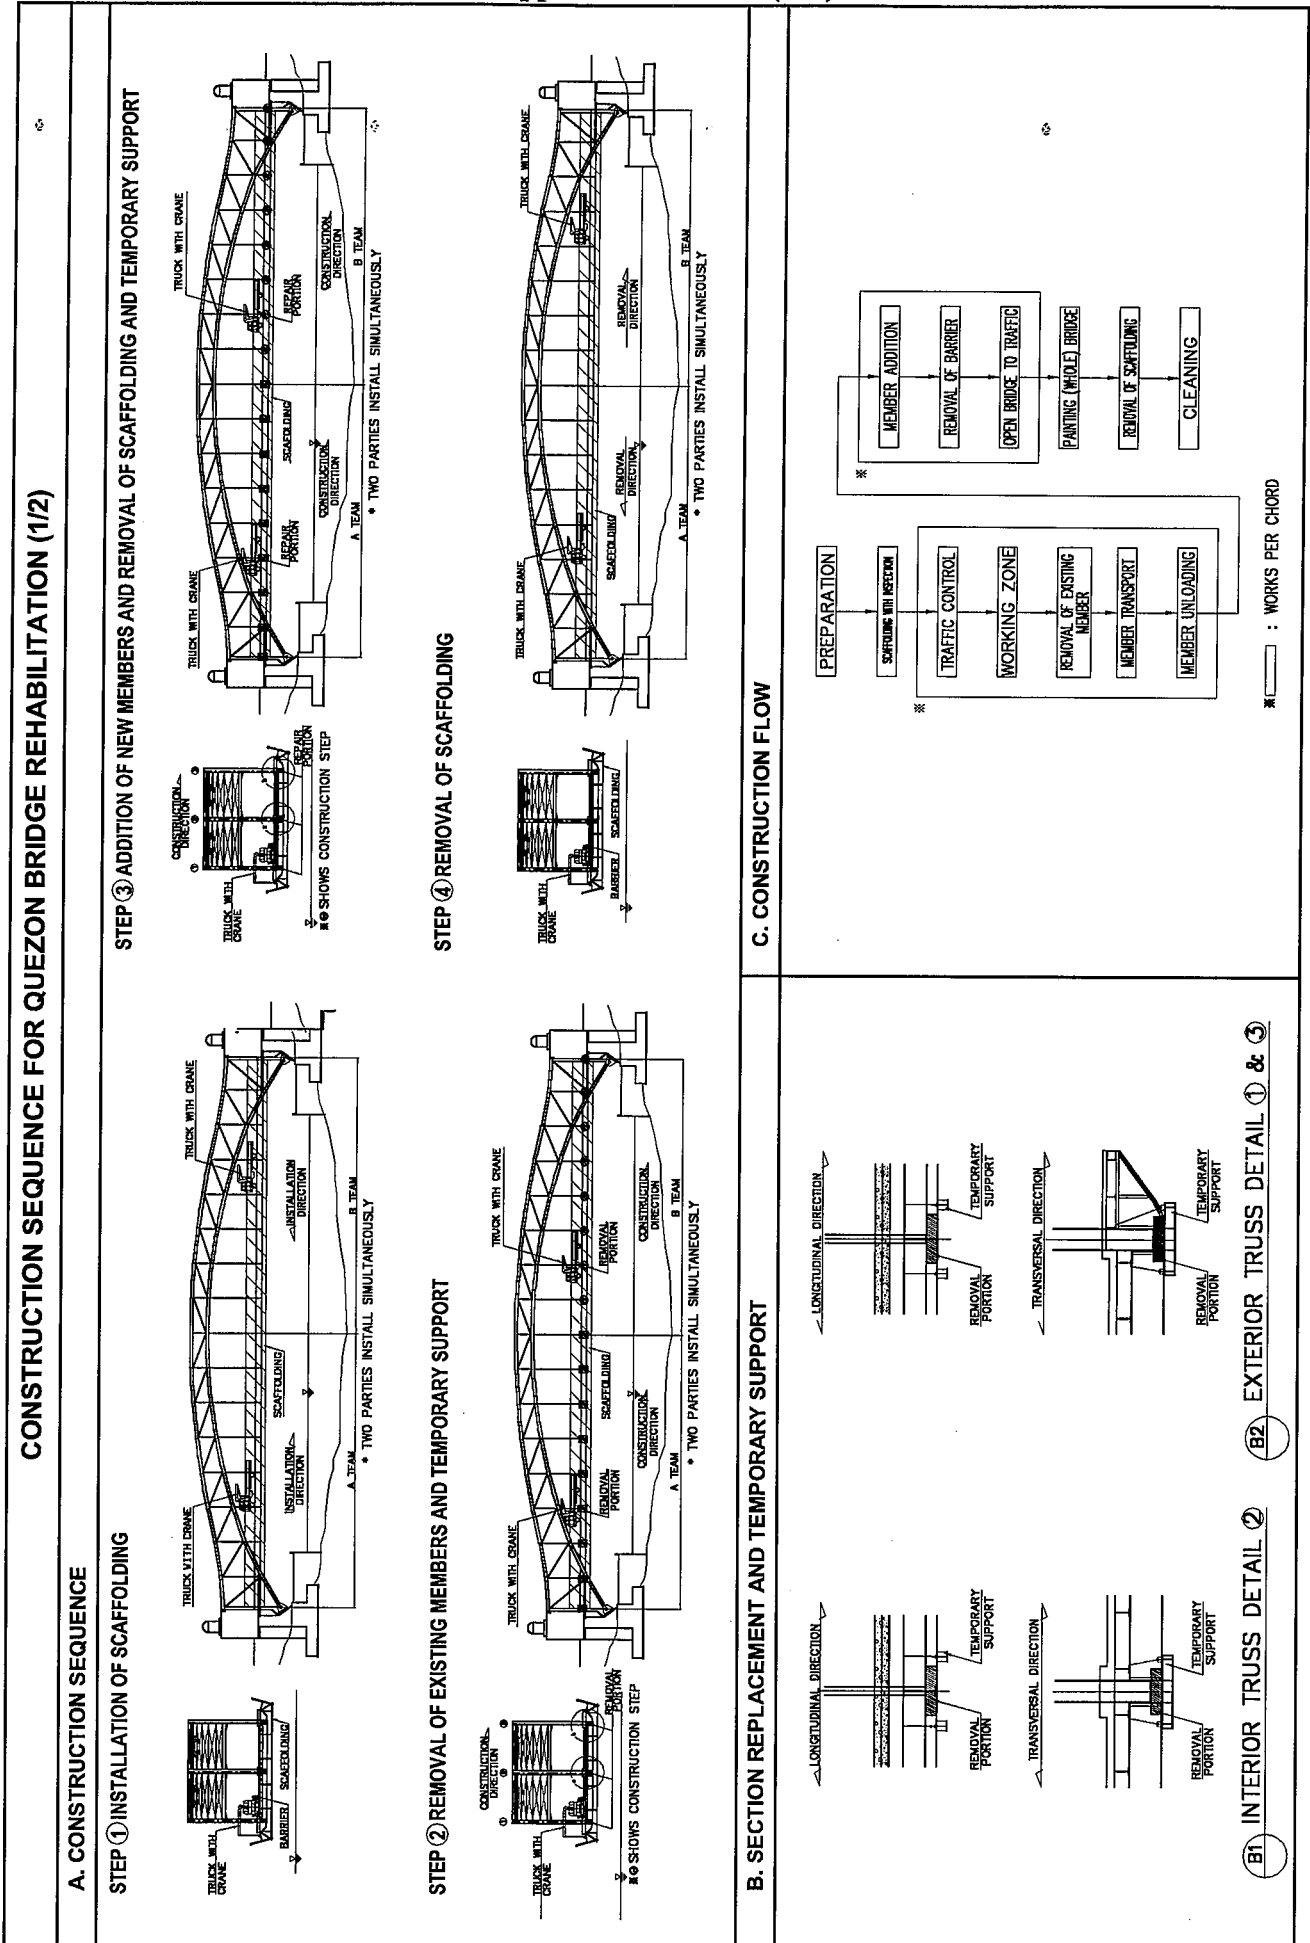 CONSTRUCTION SEQUENCE FOR QUEZON BRIDGE REHABILITATION (1/2)
A. CONSTRUCTION SEQUENCE
STEP ① INSTALLATION OF SCAFFOLDING
TRUCK WITH CRANE
BARRIER
SCAFFOLDING
TRUCK WITH CRANE
TRUCK WITH CRANE
SCAFFOLDING
INSTALLATION DIRECTION
INSTALLATION DIRECTION
A TEAM
B TEAM
* TWO PARTIES INSTALL SIMULTANEOUSLY
STEP ② REMOVAL OF EXISTING MEMBERS AND TEMPORARY SUPPORT
CONSTRUCTION DIRECTION
TRUCK WITH CRANE
REMOVAL PORTION
SHOWS CONSTRUCTION STEP
TRUCK WITH CRANE
TRUCK WITH CRANE
REMOVAL PORTION
SCAFFOLDING
REMOVAL PORTION
CONSTRUCTION DIRECTION
CONSTRUCTION DIRECTION
A TEAM
B TEAM
* TWO PARTIES INSTALL SIMULTANEOUSLY
STEP ③ ADDITION OF NEW MEMBERS AND REMOVAL OF SCAFFOLDING AND TEMPORARY SUPPORT
CONSTRUCTION DIRECTION
TRUCK WITH CRANE
REPAIR PORTION
SHOWS CONSTRUCTION STEP
TRUCK WITH CRANE
TRUCK WITH CRANE
REPAIR PORTION
SCAFFOLDING
REPAIR PORTION
CONSTRUCTION DIRECTION
CONSTRUCTION DIRECTION
A TEAM
B TEAM
* TWO PARTIES INSTALL SIMULTANEOUSLY
STEP ④ REMOVAL OF SCAFFOLDING
TRUCK WITH CRANE
BARRIER
SCAFFOLDING
TRUCK WITH CRANE
TRUCK WITH CRANE
SCAFFOLDING
REMOVAL DIRECTION
REMOVAL DIRECTION
A TEAM
B TEAM
* TWO PARTIES INSTALL SIMULTANEOUSLY
B. SECTION REPLACEMENT AND TEMPORARY SUPPORT
LONGITUDINAL DIRECTION
REMOVAL PORTION
TEMPORARY SUPPORT
TRANSVERSAL DIRECTION
REMOVAL PORTION
TEMPORARY SUPPORT
B1 INTERIOR TRUSS DETAIL ②
LONGITUDINAL DIRECTION
REMOVAL PORTION
TEMPORARY SUPPORT
TRANSVERSAL DIRECTION
REMOVAL PORTION
TEMPORARY SUPPORT
B2 EXTERIOR TRUSS DETAIL ① & ③
C. CONSTRUCTION FLOW
PREPARATION
SCAFFOLDING WITH INSPECTION
※
TRAFFIC CONTROL
WORKING ZONE
REMOVAL OF EXISTING MEMBER
MEMBER TRANSPORT
MEMBER UNLOADING
※
MEMBER ADDITION
REMOVAL OF BARRIER
OPEN BRIDGE TO TRAFFIC
PAINTING (WHOLE) BRIDGE
REMOVAL OF SCAFFOLDING
CLEANING
※ : WORKS PER CHORD